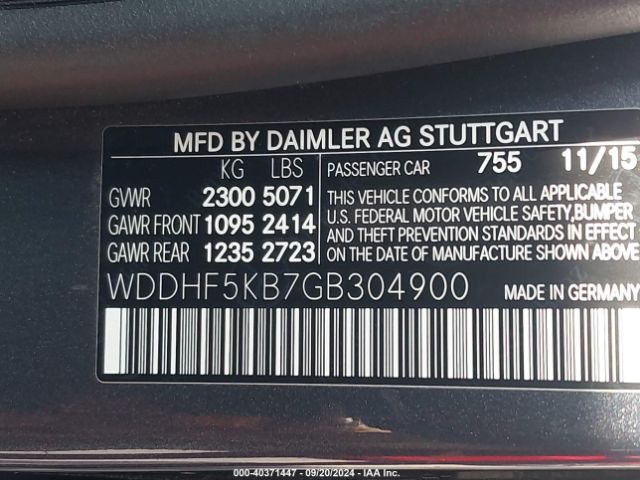 MFD BY DAIMLER AG STUTTGART
KG LBS
GVWR 2300 5071
GAWR FRONT 1095 2414
GAWR REAR 1235 2723
PASSENGER CAR 755 11/15
THIS VEHICLE CONFORMS TO ALL APPLICABLE
U.S. FEDERAL MOTOR VEHICLE SAFETY,BUMPER
AND THEFT PREVENTION STANDARDS IN EFFECT
ON THE DATE OF MANUFACTURE SHOWN ABOVE
WDDHF5KB7GB304900 MADE IN GERMANY
000-40371447 - 09/20/2024 - IAA Inc.